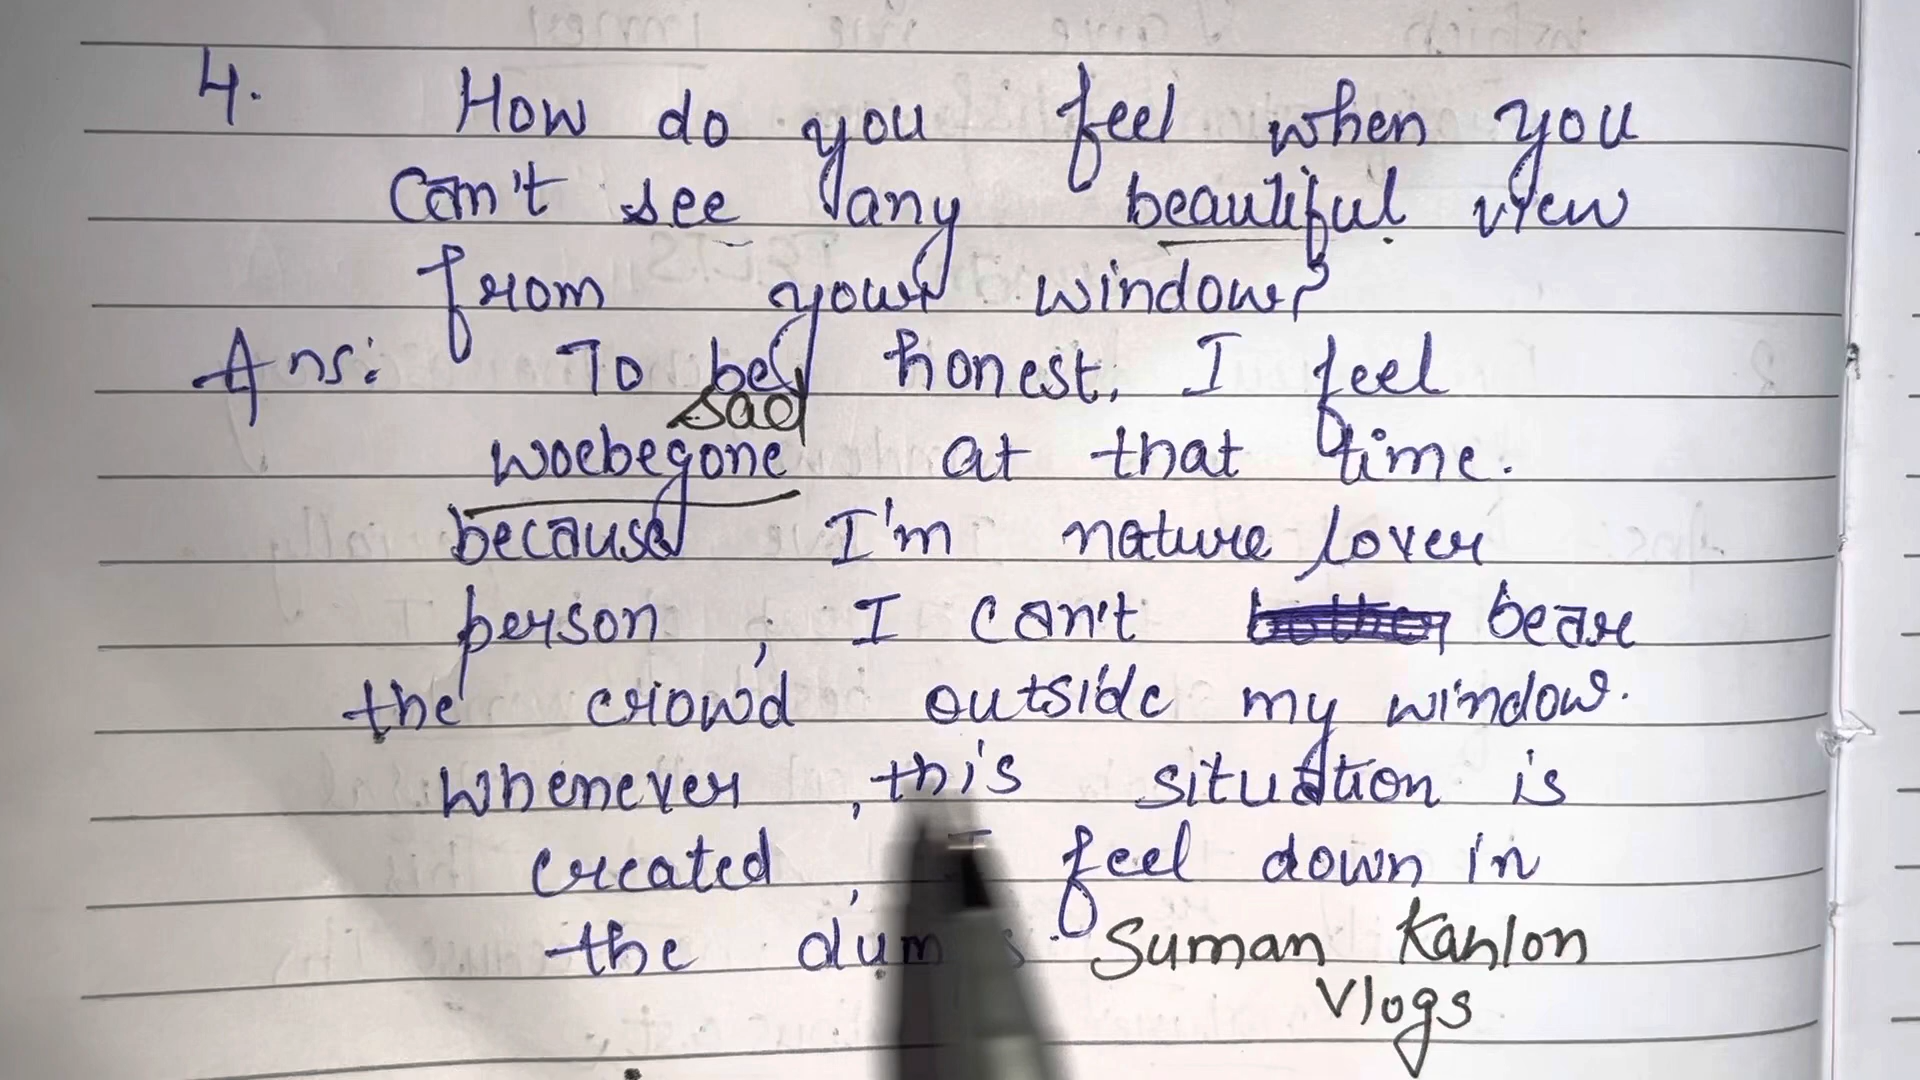 4. How do you feel when you
can't see any beautiful view
from your window?
Ans: To be honest, I feel
sad
woebegone at that time.
because I'm nature lover
person, I can't bear
the crowd outside my window.
whenever, this situation is
created, I feel down in
the
Suman Kahlon
Vlogs